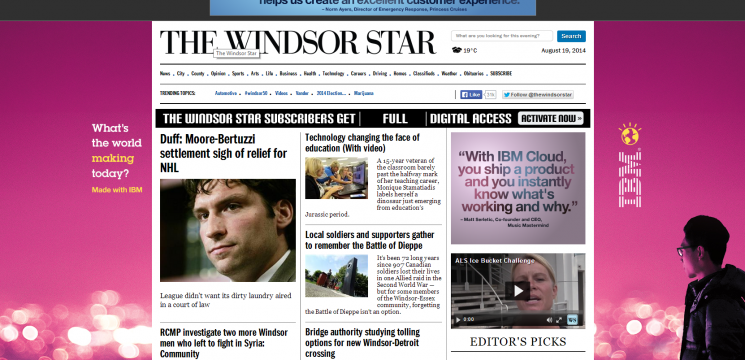 helps us create an excellent customer experience."
– Norm Ayers, Director of Emergency Response, Princess Cruises
THE WINDSOR STAR
The Windsor Star
What are you looking for this evening?
Search
19°C
August 19, 2014
News . City . County . Opinion . Sports . Arts . Life . Business . Health . Technology . Careers . Driving . Homes . Classifieds . Weather . Obituaries . SUBSCRIBE
TRENDING TOPICS:
Automotive . #windsor50 . Videos . Yonder . 2014 Election... . Marijuana
Like
Follow @thewindsorstar
THE WINDSOR STAR SUBSCRIBERS GET | FULL | DIGITAL ACCESS
ACTIVATE NOW »
What's
the world
making
today?
Made with IBM
Duff: Moore-Bertuzzi
settlement sigh of relief for
NHL
League didn't want its dirty laundry aired
in a court of law
RCMP investigate two more Windsor
men who left to fight in Syria:
Community
Technology changing the face of
education (With video)
A 15-year veteran of
the classroom barely
past the halfway mark
of her teaching career,
Monique Stamatiadis
labels herself a
dinosaur just emerging
from education's
Jurassic period.
Local soldiers and supporters gather
to remember the Battle of Dieppe
It's been 72 long years
since 907 Canadian
soldiers lost their lives
in one Allied raid in the
Second World War —
but for some members
of the Windsor-Essex
community, forgetting
the Battle of Dieppe isn't an option.
Bridge authority studying tolling
options for new Windsor-Detroit
crossing
"With IBM Cloud,
you ship a product
and you instantly
know what's
working and why."
– Matt Serletic, Co-founder and CEO,
Music Mastermind
ALS Ice Bucket Challenge
0:00
EDITOR'S PICKS
IBM